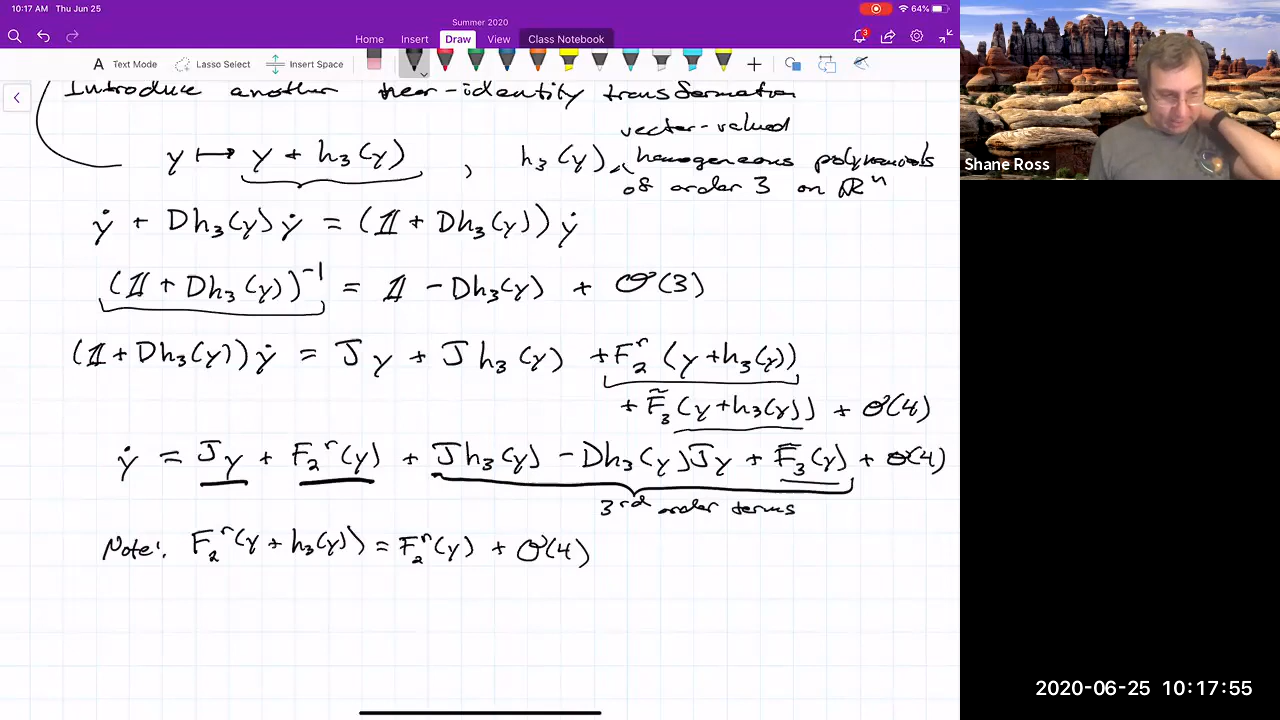 10:17 AM Thu Jun 25
64%
Summer 2020
Home Insert Draw View Class Notebook
3
A Text Mode Lasso Select Insert Space
Introduce another near-identity transformation
vector-valued
y ↦ y + h₃(y) , h₃(y) homogeneous polynomials
of order 3 on ℝⁿ
ẏ + Dh₃(y)ẏ = (𝟙 + Dh₃(y)) ẏ
(𝟙 + Dh₃(y))⁻¹ = 𝟙 - Dh₃(y) + O(3)
(𝟙 + Dh₃(y)) ẏ = Jy + Jh₃(y) + F₂ʳ(y+h₃(y))
+ F̃₃(y+h₃(y)) + O(4)
ẏ = Jy + F₂ʳ(y) + Jh₃(y) - Dh₃(y)Jy + F̃₃(y) + O(4)
3rd order terms
Note: F₂ʳ(y + h₃(y)) = F₂ʳ(y) + O(4)
Shane Ross
2020-06-25 10:17:55